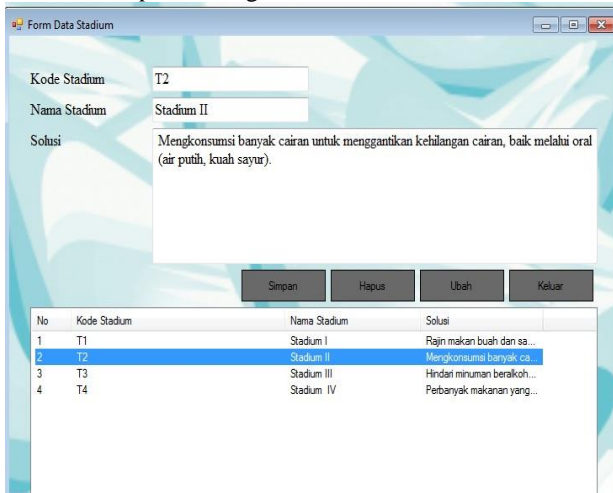 Form Data Stadium
Kode Stadium T2
Nama Stadium Stadium II
Solusi Mengkonsumsi banyak cairan untuk menggantikan kehilangan cairan, baik melalui oral
(air putih, kuah sayur).
Simpan Hapus Ubah Keluar
No Kode Stadium Nama Stadium Solusi
1 T1 Stadium I Rajin makan buah dan sa...
2 T2 Stadium II Mengkonsumsi banyak ca...
3 T3 Stadium III Hindari minuman beralkoh...
4 T4 Stadium IV Perbanyak makanan yang...